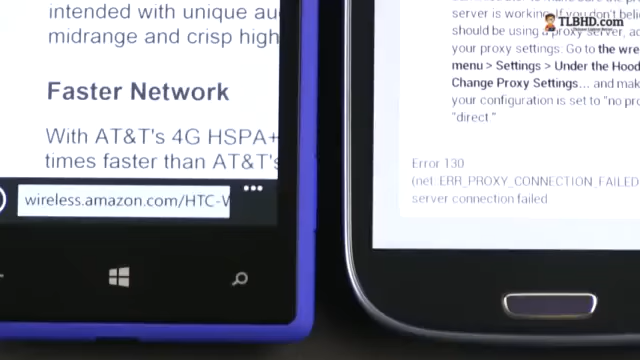 intended with unique au
midrange and crisp high
Faster Network
With AT&T's 4G HSPA+
times faster than AT&T's
wireless.amazon.com/HTC-W
TLBHD.com
server is working. If you don't belie
should be using a proxy server, ad
your proxy settings: Go to the wre
menu > Settings > Under the Hood
Change Proxy Settings... and mak
your configuration is set to "no pro
"direct."
Error 130
(net::ERR_PROXY_CONNECTION_FAILED
server connection failed